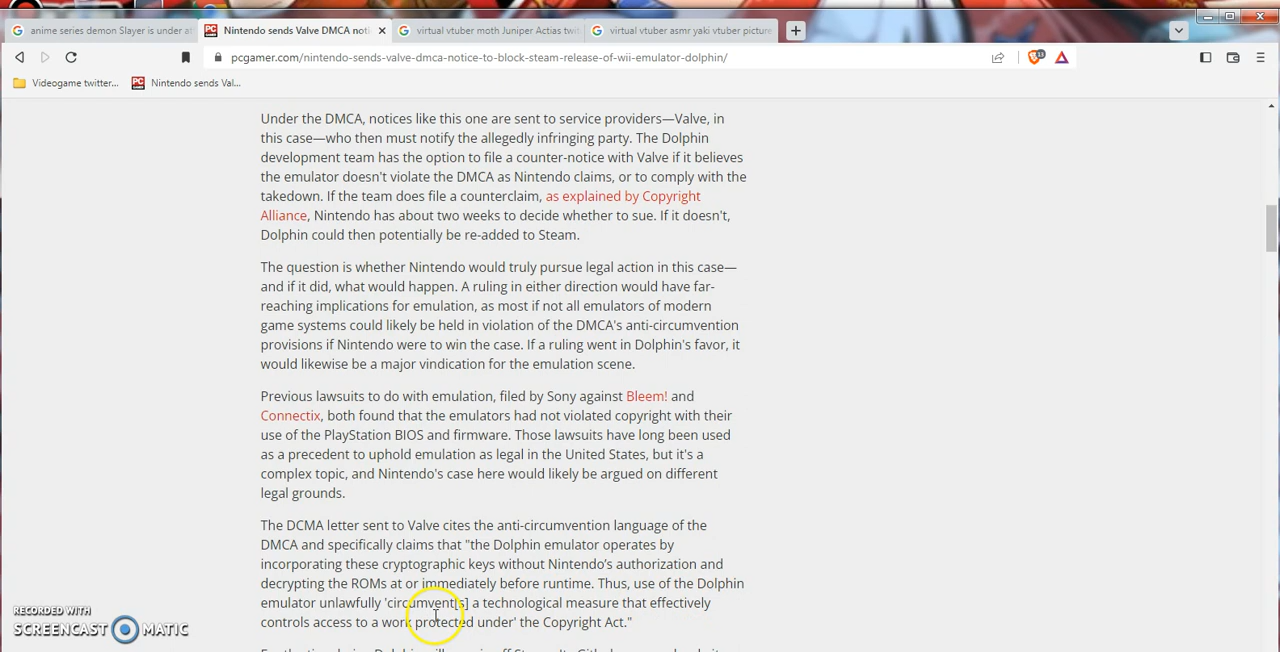 anime series demon Slayer is under at
Nintendo sends Valve DMCA noti
virtual vtuber moth Juniper Actias twit
virtual vtuber asmr yaki vtuber picture
pcgamer.com/nintendo-sends-valve-dmca-notice-to-block-steam-release-of-wii-emulator-dolphin/
Videogame twitter...
Nintendo sends Val...
Under the DMCA, notices like this one are sent to service providers—Valve, in
this case—who then must notify the allegedly infringing party. The Dolphin
development team has the option to file a counter-notice with Valve if it believes
the emulator doesn't violate the DMCA as Nintendo claims, or to comply with the
takedown. If the team does file a counterclaim, as explained by Copyright
Alliance, Nintendo has about two weeks to decide whether to sue. If it doesn't,
Dolphin could then potentially be re-added to Steam.
The question is whether Nintendo would truly pursue legal action in this case—
and if it did, what would happen. A ruling in either direction would have far-
reaching implications for emulation, as most if not all emulators of modern
game systems could likely be held in violation of the DMCA's anti-circumvention
provisions if Nintendo were to win the case. If a ruling went in Dolphin's favor, it
would likewise be a major vindication for the emulation scene.
Previous lawsuits to do with emulation, filed by Sony against Bleem! and
Connectix, both found that the emulators had not violated copyright with their
use of the PlayStation BIOS and firmware. Those lawsuits have long been used
as a precedent to uphold emulation as legal in the United States, but it's a
complex topic, and Nintendo's case here would likely be argued on different
legal grounds.
The DCMA letter sent to Valve cites the anti-circumvention language of the
DMCA and specifically claims that "the Dolphin emulator operates by
incorporating these cryptographic keys without Nintendo's authorization and
decrypting the ROMs at or immediately before runtime. Thus, use of the Dolphin
emulator unlawfully 'circumvent[s] a technological measure that effectively
controls access to a work protected under' the Copyright Act."
RECORDED WITH
SCREENCAST MATIC